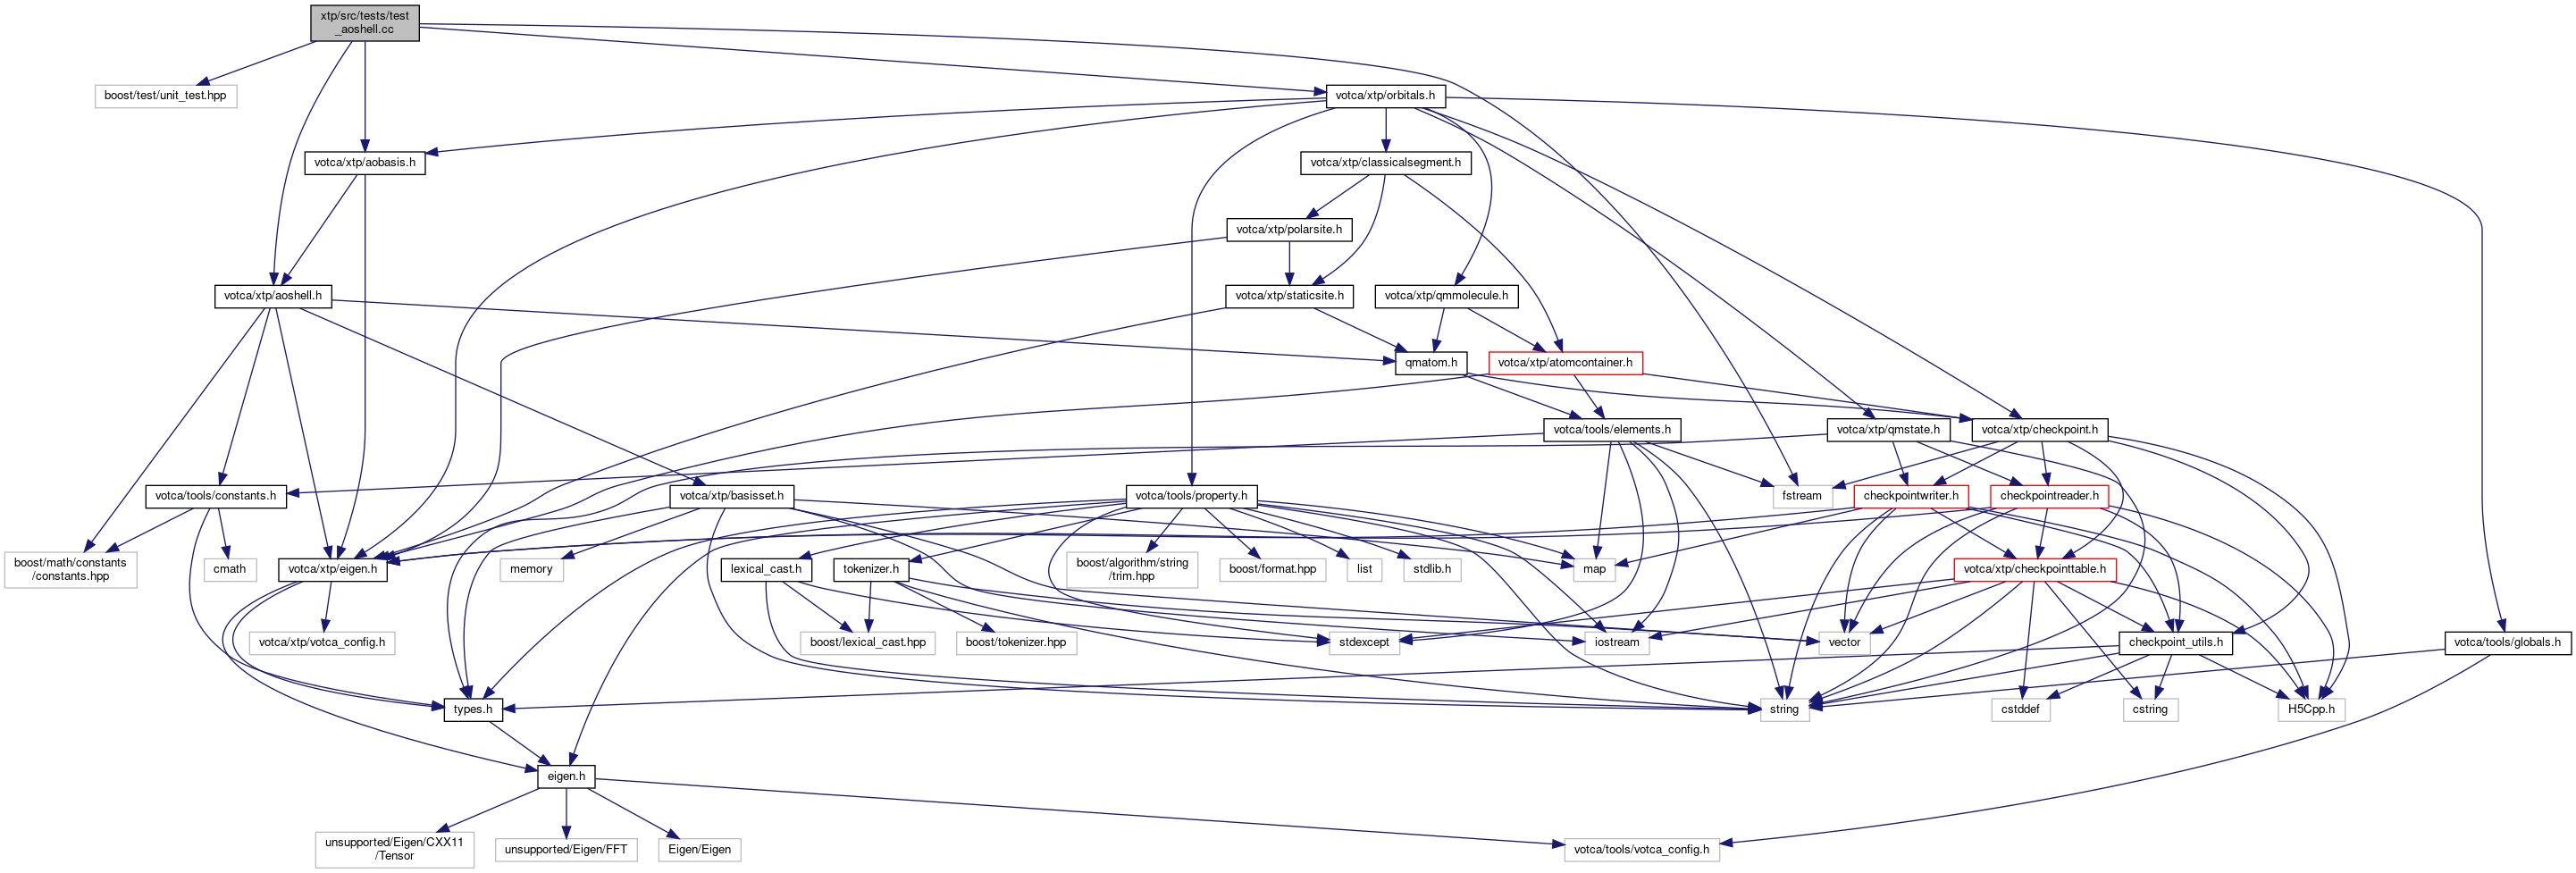 xtp/src/tests/test
_aoshell.cc
boost/test/unit_test.hpp
votca/xtp/orbitals.h
votca/xtp/aobasis.h
votca/xtp/classicalsegment.h
votca/xtp/polarsite.h
votca/xtp/aoshell.h
votca/xtp/staticsite.h
votca/xtp/qmmolecule.h
qmatom.h
votca/xtp/atomcontainer.h
votca/tools/elements.h
votca/xtp/qmstate.h
votca/xtp/checkpoint.h
votca/tools/constants.h
votca/xtp/basisset.h
votca/tools/property.h
fstream
checkpointwriter.h
checkpointreader.h
boost/math/constants
/constants.hpp
cmath
votca/xtp/eigen.h
memory
lexical_cast.h
tokenizer.h
boost/algorithm/string
/trim.hpp
boost/format.hpp
list
stdlib.h
map
votca/xtp/checkpointtable.h
votca/xtp/votca_config.h
boost/lexical_cast.hpp
boost/tokenizer.hpp
stdexcept
iostream
vector
checkpoint_utils.h
votca/tools/globals.h
types.h
string
cstddef
cstring
H5Cpp.h
eigen.h
unsupported/Eigen/CXX11
/Tensor
unsupported/Eigen/FFT
Eigen/Eigen
votca/tools/votca_config.h